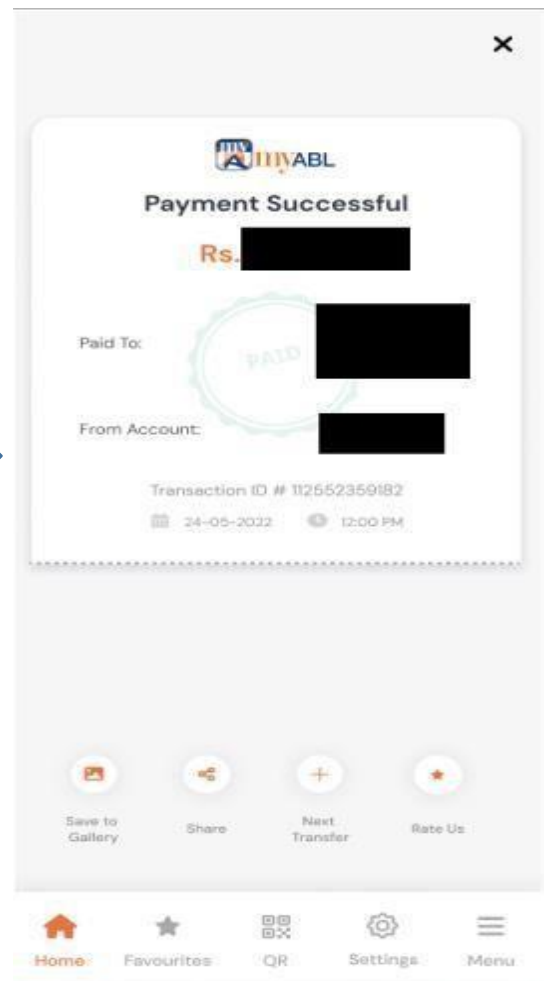 my myABL
Payment Successful
Rs.
Paid To:
PAID
From Account:
Transaction ID # 112552359182
24-05-2022 12:00 PM
Save to Gallery
Share
Next Transfer
Rate Us
Home
Favourites
QR
Settings
Menu